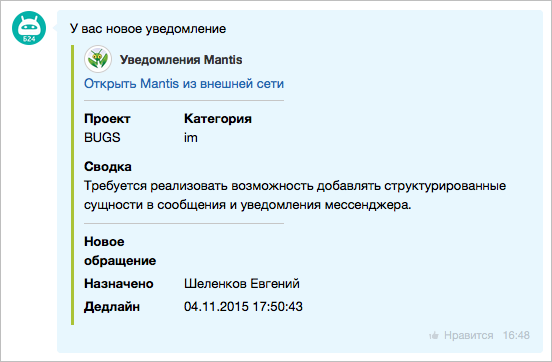 Б24
У вас новое уведомление
Уведомления Mantis
Открыть Mantis из внешней сети
Проект Категория
BUGS im
Сводка
Требуется реализовать возможность добавлять структурированные
сущности в сообщения и уведомления мессенджера.
Новое
обращение
Назначено Шеленков Евгений
Дедлайн 04.11.2015 17:50:43
Нравится 16:48